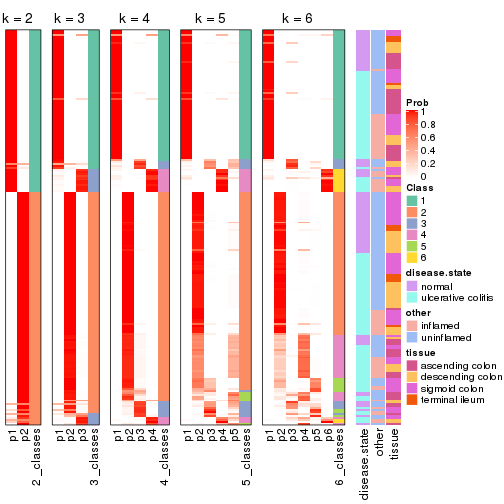 k = 2 k = 3 k = 4 k = 5 k = 6
Prob
1
0.8
0.6
0.4
0.2
0
Class
1
2
3
4
5
6
disease.state
normal
ulcerative colitis
other
inflamed
uninflamed
tissue
ascending colon
descending colon
sigmoid colon
terminal ileum
p1 p2 2_classes p1 p2 p3 3_classes p1 p2 p3 p4 4_classes p1 p2 p3 p4 p5 5_classes p1 p2 p3 p4 p5 p6 6_classes disease.state other tissue